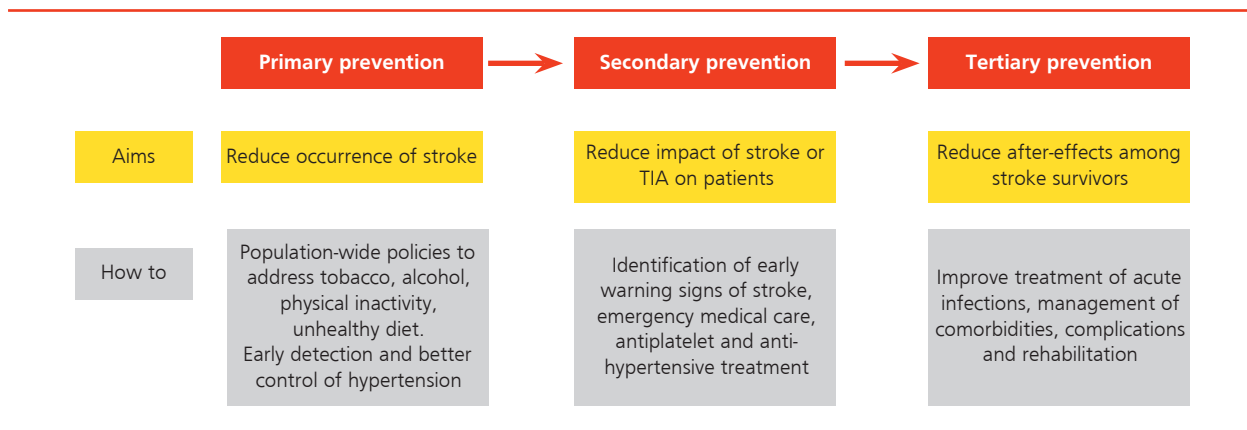 Primary prevention
Secondary prevention
Tertiary prevention
Aims
Reduce occurrence of stroke
Reduce impact of stroke or
TIA on patients
Reduce after-effects among
stroke survivors
How to
Population-wide policies to
address tobacco, alcohol,
physical inactivity,
unhealthy diet.
Early detection and better
control of hypertension
Identification of early
warning signs of stroke,
emergency medical care,
antiplatelet and anti-
hypertensive treatment
Improve treatment of acute
infections, management of
comorbidities, complications
and rehabilitation